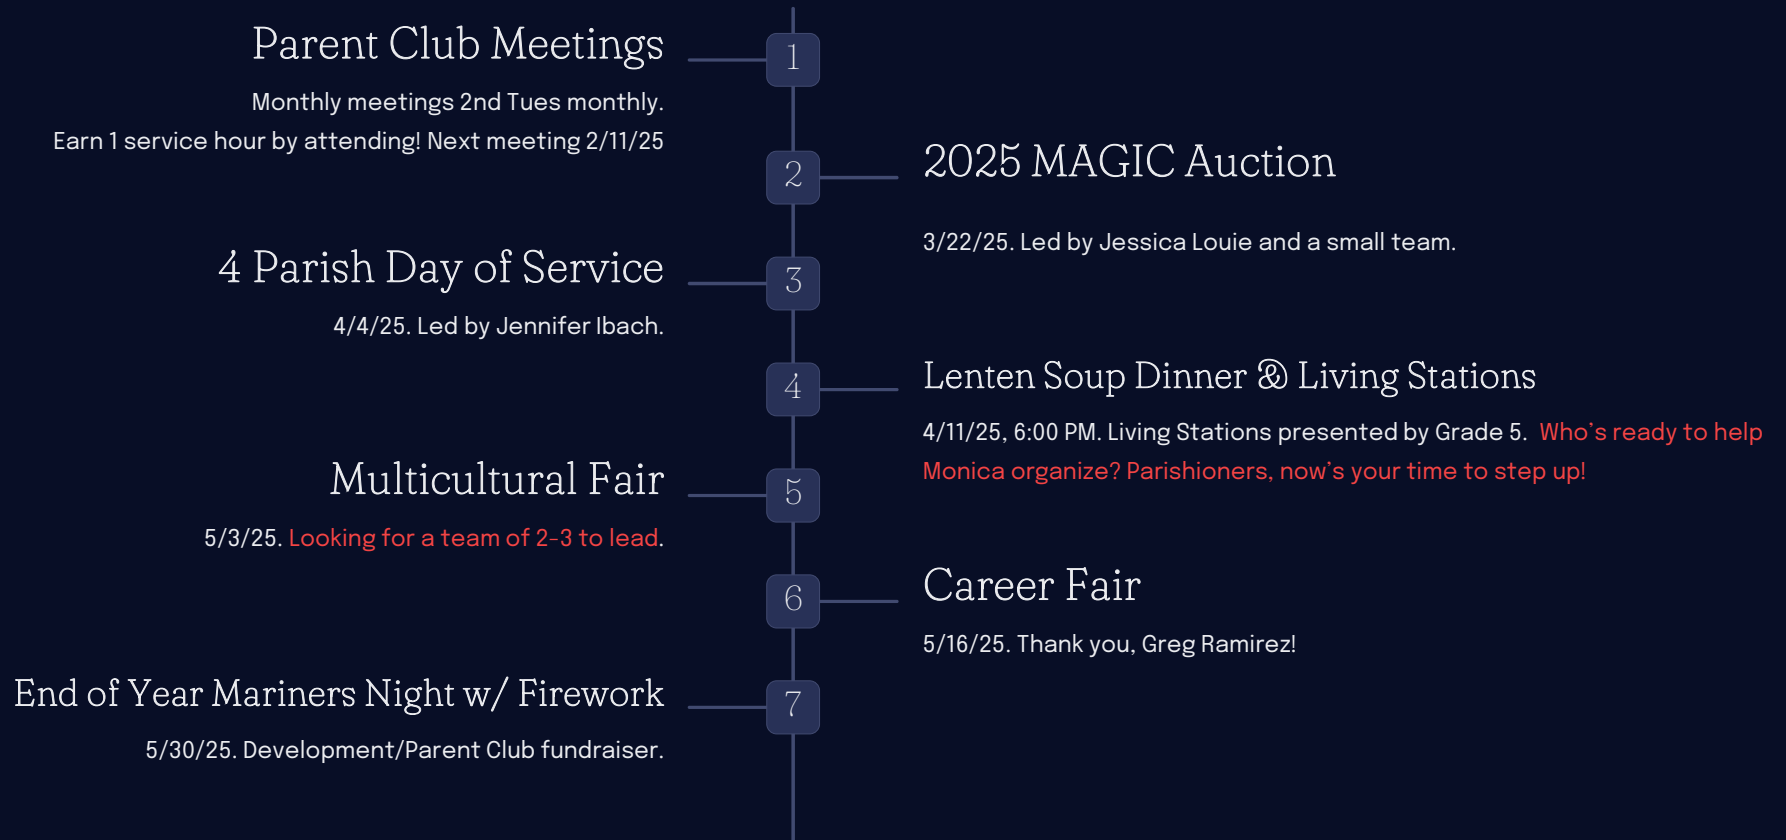 Parent Club Meetings
1
Monthly meetings 2nd Tues monthly.
Earn 1 service hour by attending! Next meeting 2/11/25
2
2025 MAGIC Auction
3/22/25. Led by Jessica Louie and a small team.
4 Parish Day of Service
3
4/4/25. Led by Jennifer Ibach.
4
Lenten Soup Dinner & Living Stations
4/11/25, 6:00 PM. Living Stations presented by Grade 5. Who's ready to help
Monica organize? Parishioners, now's your time to step up!
Multicultural Fair
5
5/3/25. Looking for a team of 2-3 to lead.
6
Career Fair
5/16/25. Thank you, Greg Ramirez!
End of Year Mariners Night w/ Firework
7
5/30/25. Development/Parent Club fundraiser.